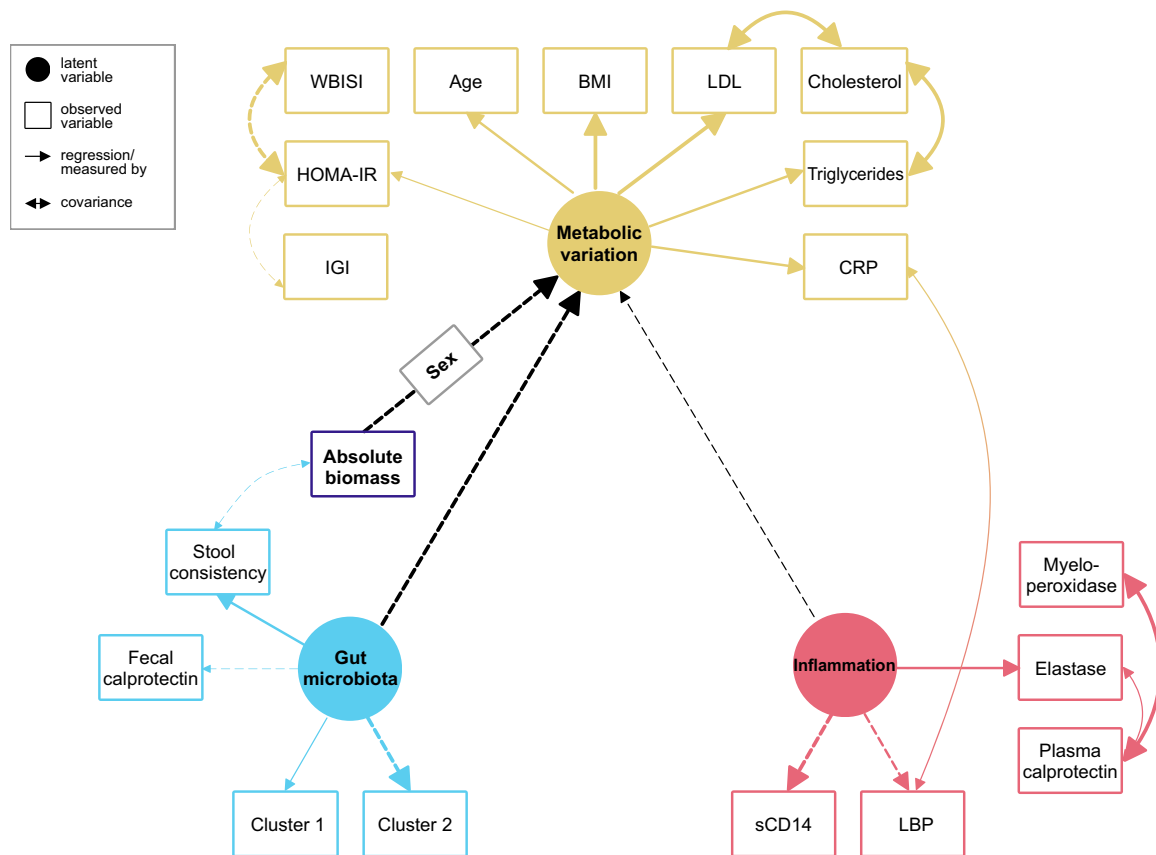 latent
variable
observed
variable
regression/
measured by
covariance
WBISI
Age
BMI
LDL
Cholesterol
HOMA-IR
Triglycerides
Metabolic
variation
IGI
CRP
Sex
Absolute
biomass
Stool
consistency
Myelo-
peroxidase
Fecal
calprotectin
Gut
microbiota
Inflammation
Elastase
Plasma
calprotectin
Cluster 1
Cluster 2
sCD14
LBP